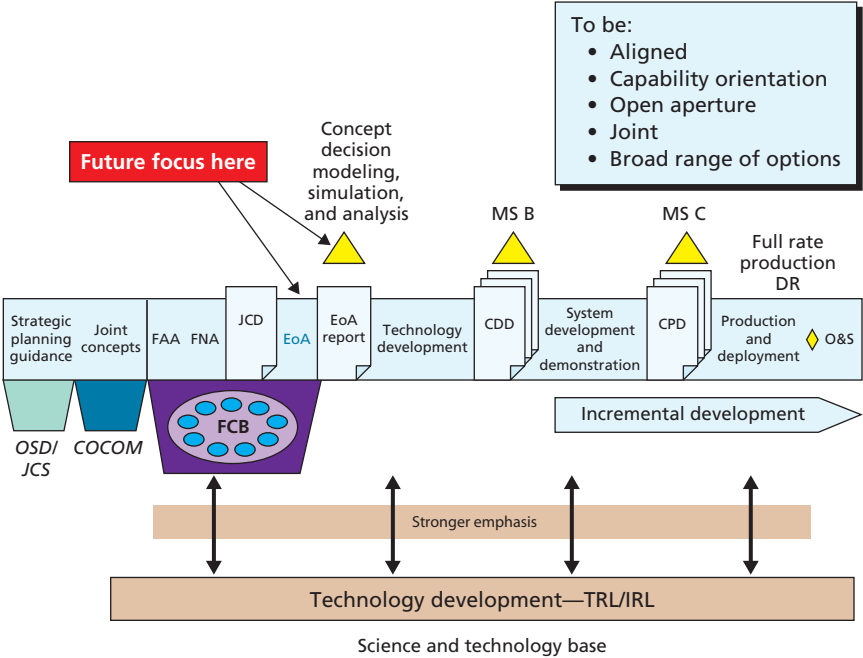 To be:
• Aligned
• Capability orientation
• Open aperture
• Joint
• Broad range of options
Future focus here
Concept
decision
modeling,
simulation,
and analysis
MS B
MS C
Full rate
production
DR
Strategic
planning
guidance
Joint
concepts
FAA FNA
JCD
EoA
EoA
report
Technology
development
CDD
System
development
and
demonstration
CPD
Production
and
deployment
O&S
OSD/
JCS
COCOM
FCB
Incremental development
Stronger emphasis
Technology development—TRL/IRL
Science and technology base